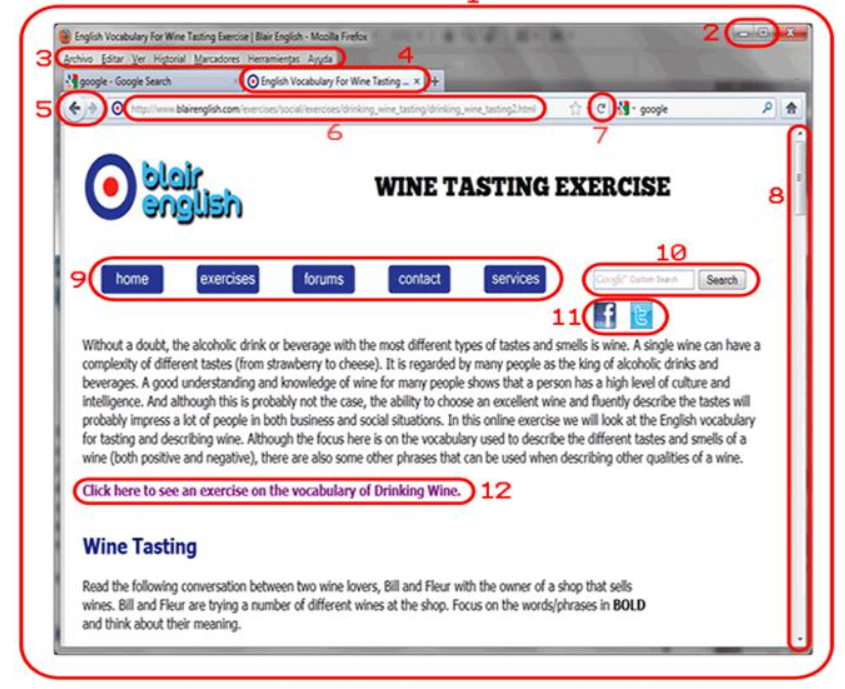 1
English Vocabulary For Wine Tasting Exercise | Blair English - Mozilla Firefox
2
3
Archivo Editar Ver Historial Marcadores Herramientas Ayuda
4
google - Google Search
English Vocabulary For Wine Tasting ... × +
5
http://www.blairenglish.com/exercises/social/exercises/drinking_wine_tasting/drinking_wine_tasting2.html
google
6
7
8
blair english
WINE TASTING EXERCISE
9
home exercises forums contact services
10
Google™ Custom Search Search
11
f t
Without a doubt, the alcoholic drink or beverage with the most different types of tastes and smells is wine. A single wine can have a
complexity of different tastes (from strawberry to cheese). It is regarded by many people as the king of alcoholic drinks and
beverages. A good understanding and knowledge of wine for many people shows that a person has a high level of culture and
intelligence. And although this is probably not the case, the ability to choose an excellent wine and fluently describe the tastes will
probably impress a lot of people in both business and social situations. In this online exercise we will look at the English vocabulary
for tasting and describing wine. Although the focus here is on the vocabulary used to describe the different tastes and smells of a
wine (both positive and negative), there are also some other phrases that can be used when describing other qualities of a wine.
Click here to see an exercise on the vocabulary of Drinking Wine. 12
Wine Tasting
Read the following conversation between two wine lovers, Bill and Fleur with the owner of a shop that sells
wines. Bill and Fleur are trying a number of different wines at the shop. Focus on the words/phrases in BOLD
and think about their meaning.